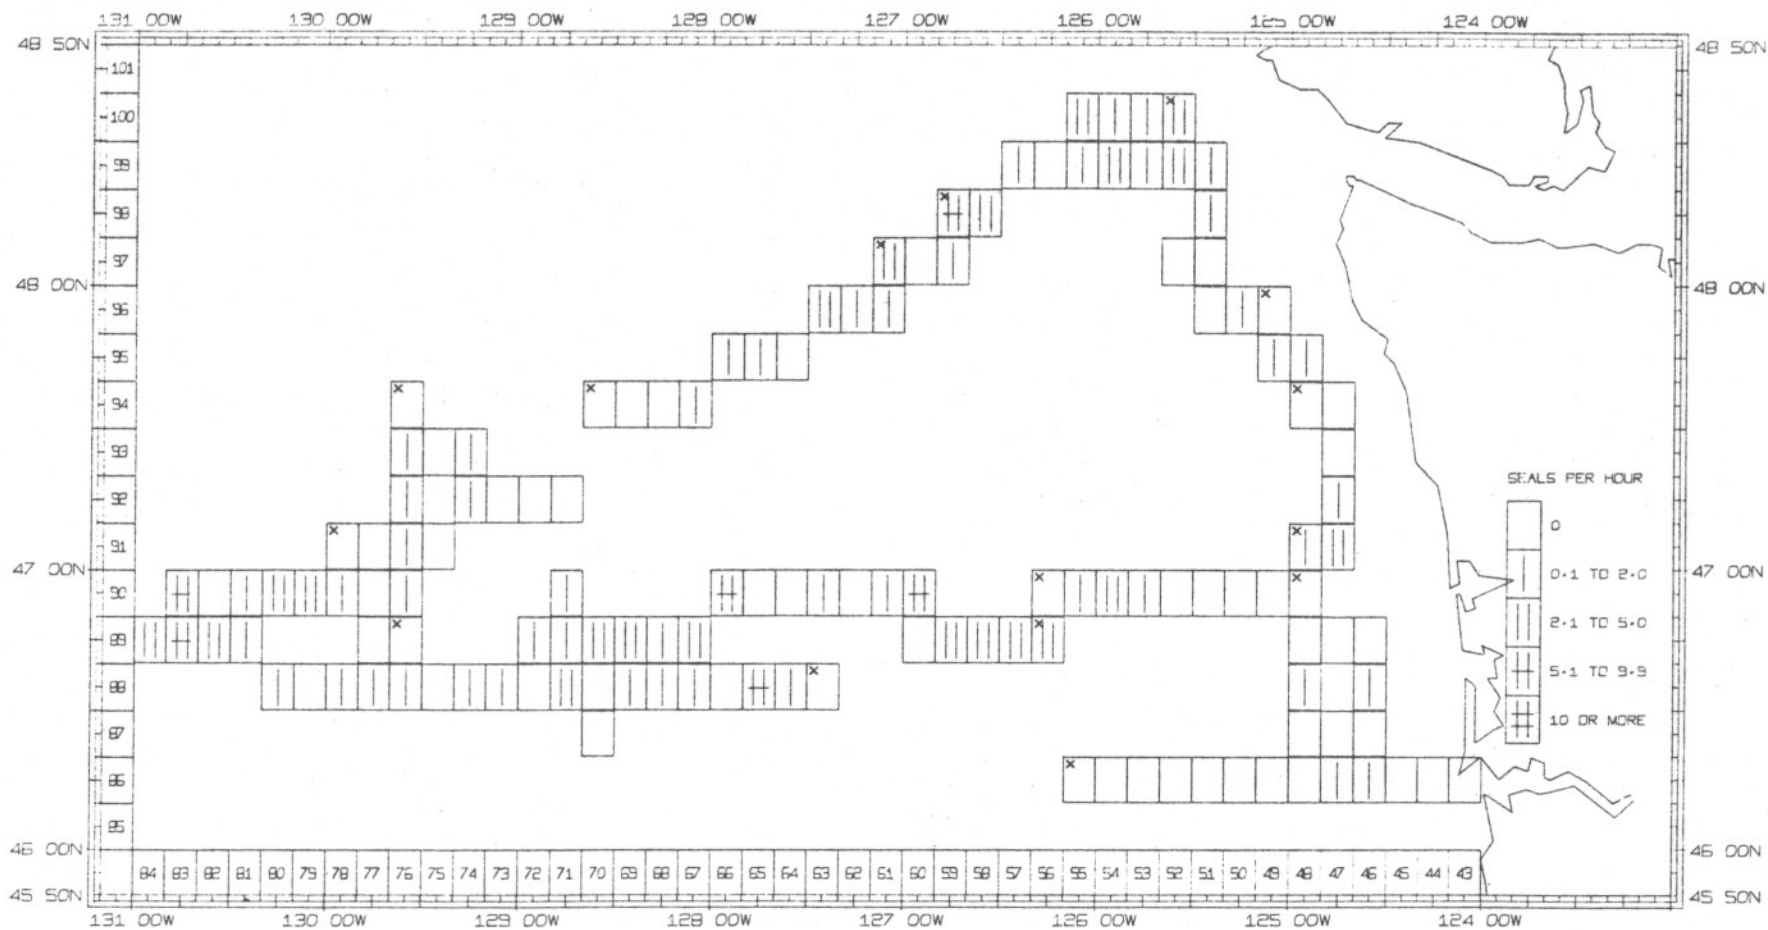 131 00W 130 00W 129 00W 128 00W 127 00W 126 00W 125 00W 124 00W
48 50N 48 50N
101
100
99
98
97
48 00N 48 00N
96
95
94
93
SEALS PER HOUR
92
0
91
47 00N 47 00N
0.1 TO 2.0
90
2.1 TO 5.0
89
5.1 TO 9.9
88
10 OR MORE
87
86
85
46 00N 46 00N
84 83 82 81 80 79 78 77 76 75 74 73 72 71 70 69 68 67 66 65 64 63 62 61 60 59 58 57 56 55 54 53 52 51 50 49 48 47 46 45 44 43
45 50N 45 50N
131 00W 130 00W 129 00W 128 00W 127 00W 126 00W 125 00W 124 00W